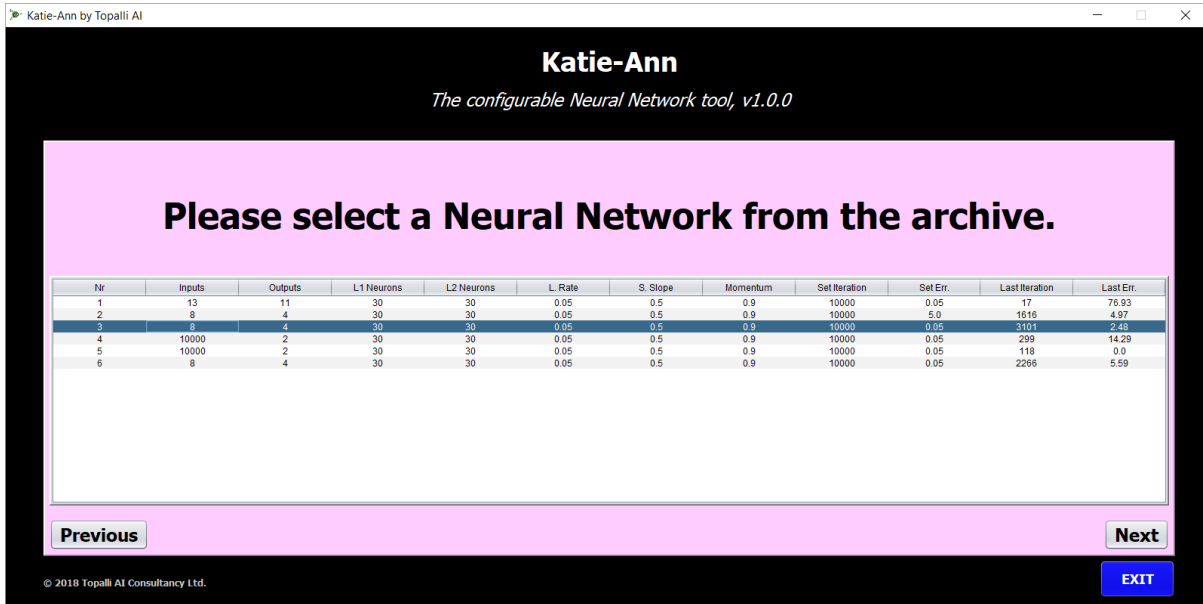 Katie-Ann by Topalli AI
Katie-Ann
The configurable Neural Network tool, v1.0.0
Please select a Neural Network from the archive.
Nr Inputs Outputs L1 Neurons L2 Neurons L. Rate S. Slope Momentum Set Iteration Set Err. Last Iteration Last Err.
1 13 11 30 30 0.05 0.5 0.9 10000 0.05 17 76.93
2 8 4 30 30 0.05 0.5 0.9 10000 5.0 1616 4.97
3 8 4 30 30 0.05 0.5 0.9 10000 0.05 3101 2.48
4 10000 2 30 30 0.05 0.5 0.9 10000 0.05 299 14.29
5 10000 2 30 30 0.05 0.5 0.9 10000 0.05 118 0.0
6 8 4 30 30 0.05 0.5 0.9 10000 0.05 2266 5.59
Previous Next
© 2018 Topalli AI Consultancy Ltd. EXIT